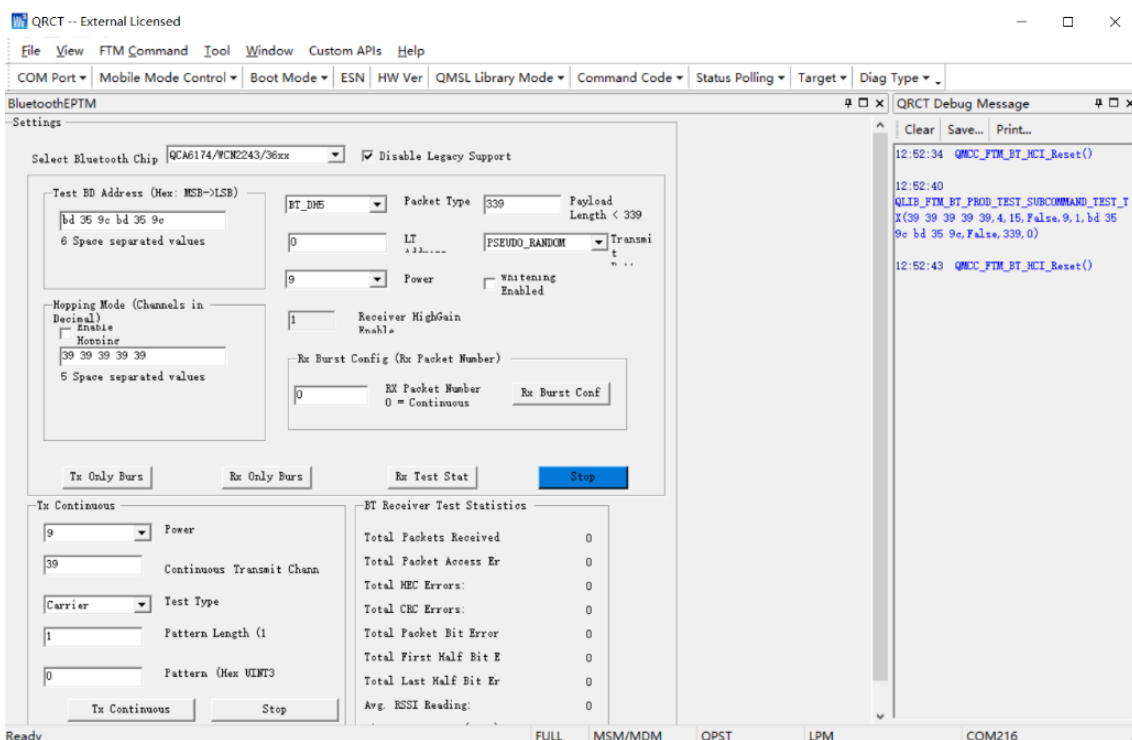 QRCT -- External Licensed
File View FTM Command Tool Window Custom APIs Help
COM Port Mobile Mode Control Boot Mode ESN HW Ver QMSL Library Mode Command Code Status Polling Target Diag Type
BluetoothEPTM
Settings
Select Bluetooth Chip QCA6174/WCN2243/36xx Disable Legacy Support
Test BD Address (Hex: MSB->LSB)
bd 35 9c bd 35 9c
6 Space separated values
BT_DH5 Packet Type 339 Payload
Length < 339
0 LT PSEUDO_RANDOM Transmi
t
9 Power Whitening
Enabled
Hopping Mode (Channels in
Decimal)
Enable
Hopping
39 39 39 39 39
5 Space separated values
1 Receiver HighGain
Enable
Rx Burst Config (Rx Packet Number)
0 RX Packet Number
0 = Continuous
Rx Burst Conf
Tx Only Burs Rx Only Burs Rx Test Stat Stop
Tx Continuous
9 Power
39 Continuous Transmit Chann
Carrier Test Type
1 Pattern Length (1
0 Pattern (Hex UINT3
Tx Continuous Stop
BT Receiver Test Statistics
Total Packets Received 0
Total Packet Access Er 0
Total HEC Errors: 0
Total CRC Errors: 0
Total Packet Bit Error 0
Total First Half Bit E 0
Total Last Half Bit Er 0
Avg. RSSI Reading: 0
QRCT Debug Message
Clear Save... Print...
12:52:34 QMCC_FTM_BT_HCI_Reset()
12:52:40
QLIB_FTM_BT_PROD_TEST_SUBCOMMAND_TEST_T
X(39 39 39 39 39,4,15,False,9,1,bd 35
9c bd 35 9c,False,339,0)
12:52:43 QMCC_FTM_BT_HCI_Reset()
Ready FULL MSM/MDM QPST LPM COM216